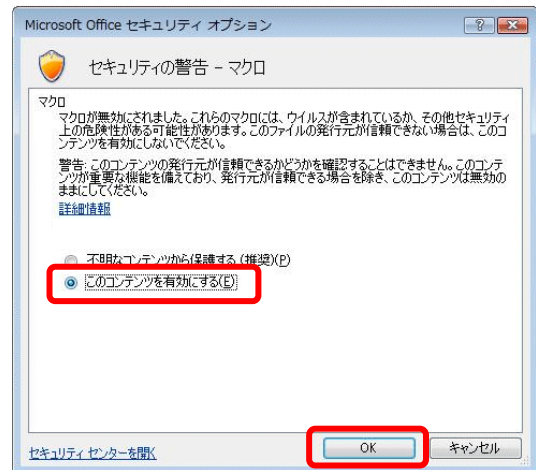 Microsoft Office セキュリティ オプション
セキュリティの警告 - マクロ
マクロ
マクロが無効にされました。これらのマクロには、ウイルスが含まれているか、その他セキュリティ
上の危険性がある可能性があります。このファイルの発行元が信頼できない場合は、このコ
ンテンツを有効にしないでください。
警告: このコンテンツの発行元が信頼できるかどうかを確認することはできません。このコンテ
ンツが重要な機能を備えており、発行元が信頼できる場合を除き、このコンテンツは無効の
ままにしてください。
詳細情報
不明なコンテンツから保護する (推奨)(P)
このコンテンツを有効にする(E)
セキュリティ センターを開く
OK
キャンセル